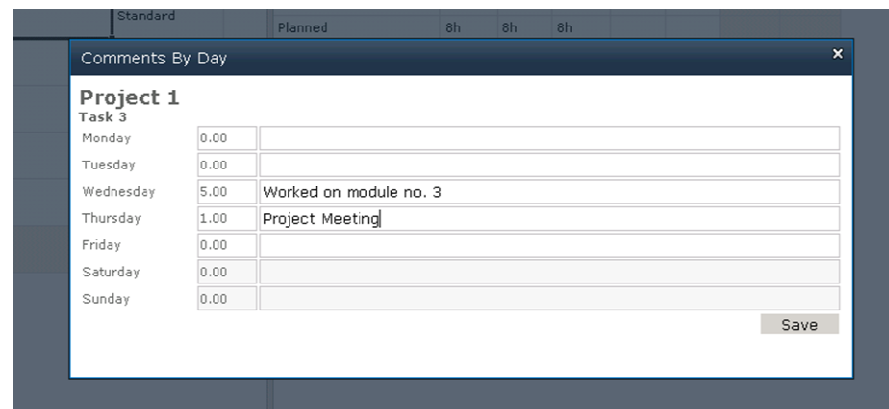 Standard
Planned 8h 8h 8h
Comments By Day ×
Project 1
Task 3
Monday 0.00
Tuesday 0.00
Wednesday 5.00 Worked on module no. 3
Thursday 1.00 Project Meeting
Friday 0.00
Saturday 0.00
Sunday 0.00
Save